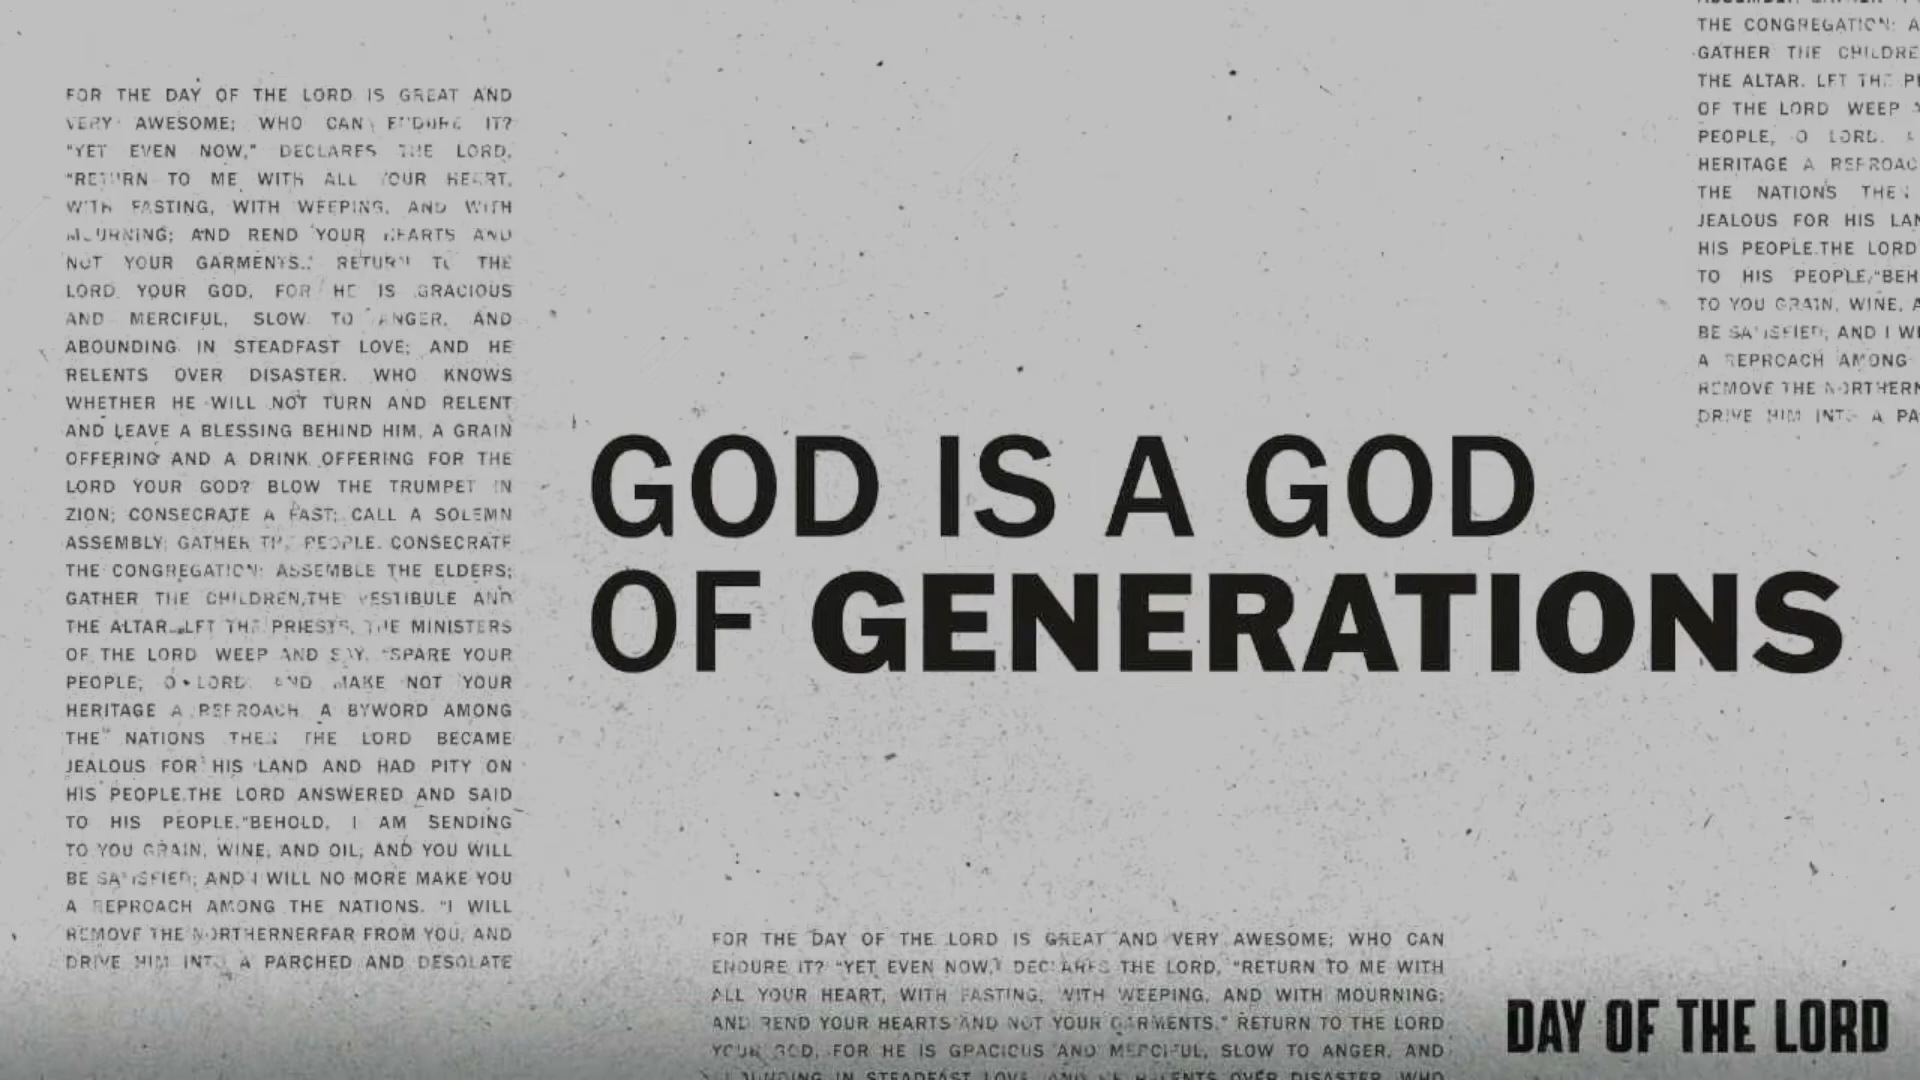 FOR THE DAY OF THE LORD IS GREAT AND
VERY AWESOME; WHO CAN ENDURE IT?
"YET EVEN NOW," DECLARES THE LORD,
"RETURN TO ME WITH ALL YOUR HEART,
WITH FASTING, WITH WEEPING, AND WITH
MOURNING; AND REND YOUR HEARTS AND
NOT YOUR GARMENTS." RETURN TO THE
LORD YOUR GOD, FOR HE IS GRACIOUS
AND MERCIFUL, SLOW TO ANGER, AND
ABOUNDING IN STEADFAST LOVE; AND HE
RELENTS OVER DISASTER. WHO KNOWS
WHETHER HE WILL NOT TURN AND RELENT
AND LEAVE A BLESSING BEHIND HIM, A GRAIN
OFFERING AND A DRINK OFFERING FOR THE
LORD YOUR GOD? BLOW THE TRUMPET IN
ZION; CONSECRATE A FAST; CALL A SOLEMN
ASSEMBLY; GATHER THE PEOPLE. CONSECRATE
THE CONGREGATION; ASSEMBLE THE ELDERS;
GATHER THE CHILDREN,THE VESTIBULE AND
THE ALTAR. LET THE PRIESTS, THE MINISTERS
OF THE LORD WEEP AND SAY, "SPARE YOUR
PEOPLE, O LORD, AND MAKE NOT YOUR
HERITAGE A REPROACH, A BYWORD AMONG
THE NATIONS THEN THE LORD BECAME
JEALOUS FOR HIS LAND AND HAD PITY ON
HIS PEOPLE.THE LORD ANSWERED AND SAID
TO HIS PEOPLE,"BEHOLD, I AM SENDING
TO YOU GRAIN, WINE, AND OIL, AND YOU WILL
BE SATISFIED; AND I WILL NO MORE MAKE YOU
A REPROACH AMONG THE NATIONS. "I WILL
REMOVE THE NORTHERNERFAR FROM YOU, AND
DRIVE HIM INTO A PARCHED AND DESOLATE
GOD IS A GOD
OF GENERATIONS
THE CONGREGATION; A
GATHER THE CHILDRE
THE ALTAR. LET THE
OF THE LORD WEEP
PEOPLE, O LORD,
HERITAGE A REPROAC
THE NATIONS THEN
JEALOUS FOR HIS LAN
HIS PEOPLE.THE LORD
TO HIS PEOPLE,"BEH
TO YOU GRAIN, WINE, A
BE SATISFIED; AND I WI
A REPROACH AMONG
REMOVE THE NORTHERN
DRIVE HIM INTO A PA
FOR THE DAY OF THE LORD IS GREAT AND VERY AWESOME; WHO CAN
ENDURE IT? "YET EVEN NOW," DECLARES THE LORD, "RETURN TO ME WITH
ALL YOUR HEART, WITH FASTING, WITH WEEPING, AND WITH MOURNING;
AND REND YOUR HEARTS AND NOT YOUR GARMENTS." RETURN TO THE LORD
YOUR GOD, FOR HE IS GRACIOUS AND MERCIFUL, SLOW TO ANGER, AND
DAY OF THE LORD